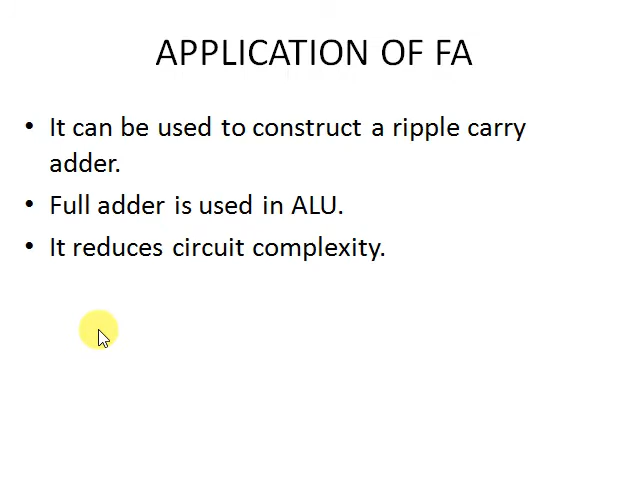 APPLICATION OF FA
• It can be used to construct a ripple carry
adder.
• Full adder is used in ALU.
• It reduces circuit complexity.